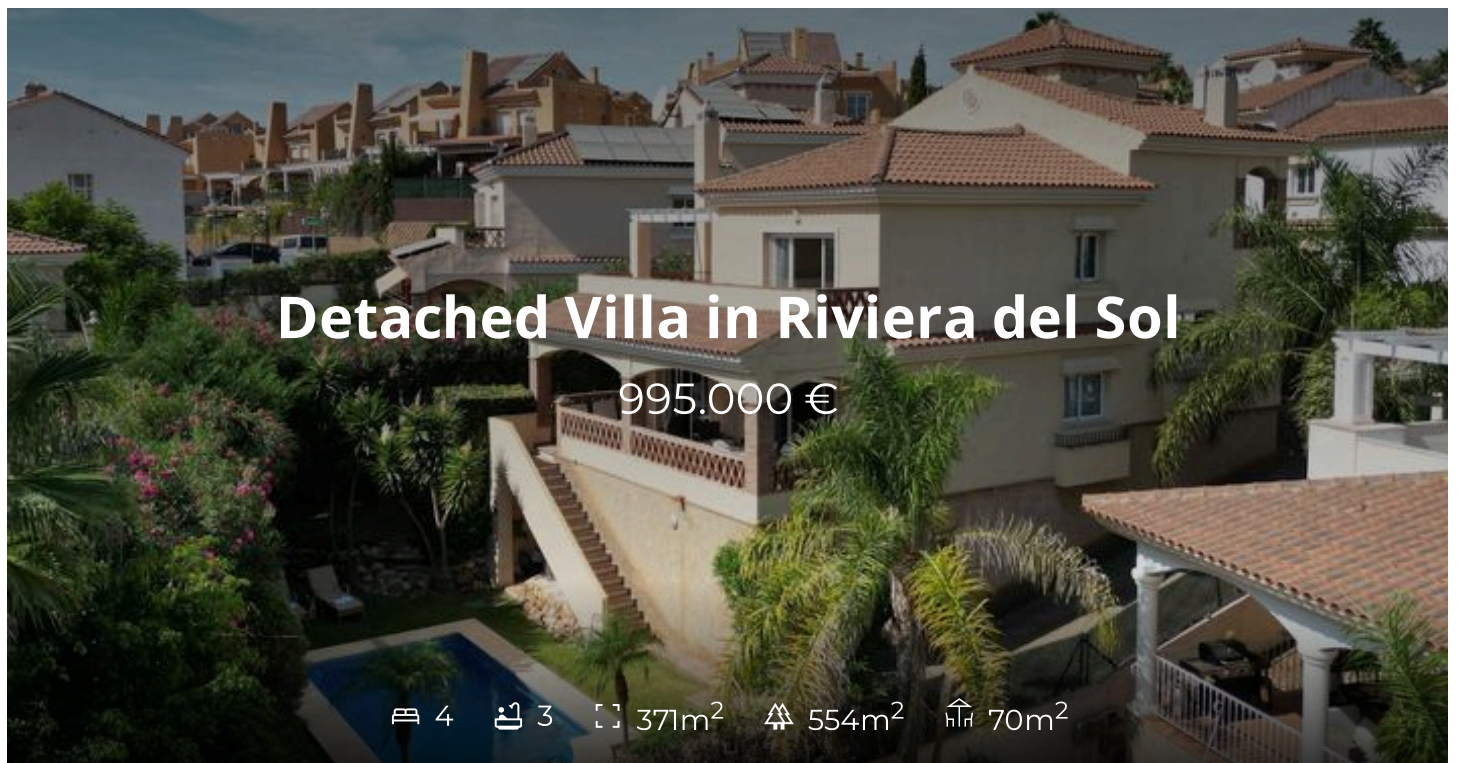 Detached Villa in Riviera del Sol
995.000 €
4 3 371m² 554m² 70m²